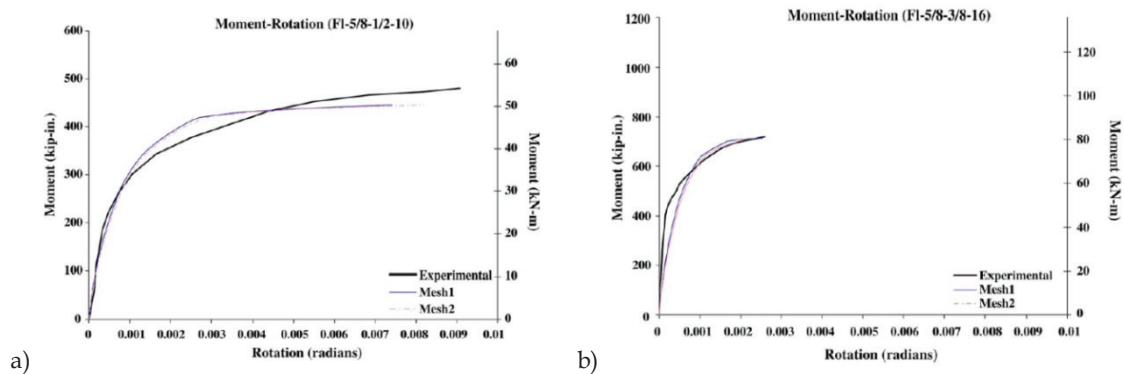 Moment-Rotation (Fl-5/8-1/2-10)
600
500
400
300
200
100
0
Moment (kip-in.)
60
50
40
30
20
10
0
Moment (kN-m)
Experimental
Mesh1
Mesh2
0 0.001 0.002 0.003 0.004 0.005 0.006 0.007 0.008 0.009 0.01
Rotation (radians)
a)
Moment-Rotation (Fl-5/8-3/8-16)
1200
1000
800
600
400
200
0
Moment (kip-in.)
120
100
80
60
40
20
0
Moment (kN-m)
Experimental
Mesh1
Mesh2
0 0.001 0.002 0.003 0.004 0.005 0.006 0.007 0.008 0.009 0.01
Rotation (radians)
b)